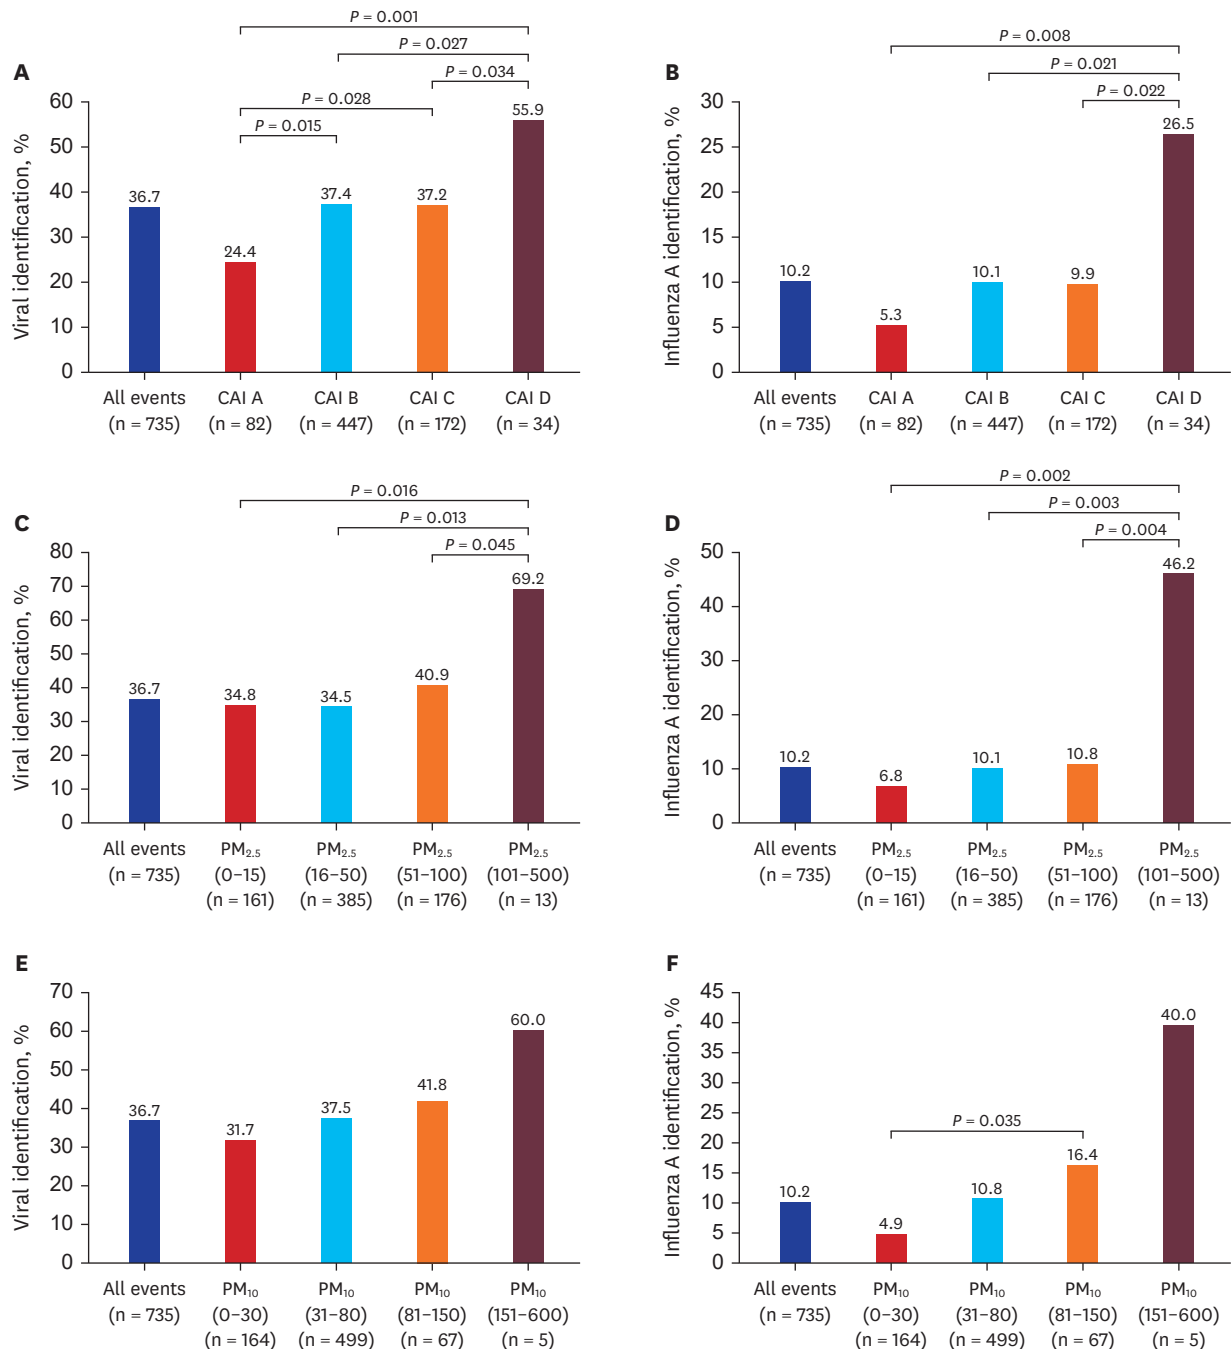 A
P = 0.001
P = 0.027
P = 0.034
P = 0.028
P = 0.015
Viral identification, %
60
50
40
30
20
10
0
36.7
24.4
37.4
37.2
55.9
All events CAI A CAI B CAI C CAI D
(n = 735) (n = 82) (n = 447) (n = 172) (n = 34)
B
P = 0.008
P = 0.021
P = 0.022
Influenza A identification, %
30
25
20
15
10
5
0
10.2
5.3
10.1
9.9
26.5
All events CAI A CAI B CAI C CAI D
(n = 735) (n = 82) (n = 447) (n = 172) (n = 34)
C
P = 0.016
P = 0.013
P = 0.045
Viral identification, %
80
70
60
50
40
30
20
10
0
36.7
34.8
34.5
40.9
69.2
All events PM2.5 PM2.5 PM2.5 PM2.5
(n = 735) (0–15) (16–50) (51–100) (101–500)
(n = 161) (n = 385) (n = 176) (n = 13)
D
P = 0.002
P = 0.003
P = 0.004
Influenza A identification, %
50
40
30
20
10
0
10.2
6.8
10.1
10.8
46.2
All events PM2.5 PM2.5 PM2.5 PM2.5
(n = 735) (0–15) (16–50) (51–100) (101–500)
(n = 161) (n = 385) (n = 176) (n = 13)
E
Viral identification, %
70
60
50
40
30
20
10
0
36.7
31.7
37.5
41.8
60.0
All events PM10 PM10 PM10 PM10
(n = 735) (0–30) (31–80) (81–150) (151–600)
(n = 164) (n = 499) (n = 67) (n = 5)
F
P = 0.035
Influenza A identification, %
45
40
35
30
25
20
15
10
5
0
10.2
4.9
10.8
16.4
40.0
All events PM10 PM10 PM10 PM10
(n = 735) (0–30) (31–80) (81–150) (151–600)
(n = 164) (n = 499) (n = 67) (n = 5)